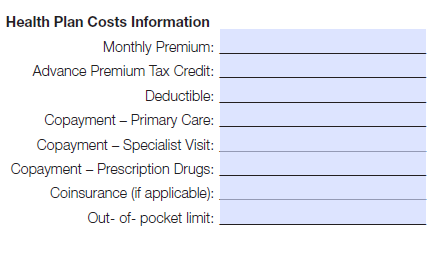 Health Plan Costs Information
Monthly Premium:
Advance Premium Tax Credit:
Deductible:
Copayment – Primary Care:
Copayment – Specialist Visit:
Copayment – Prescription Drugs:
Coinsurance (if applicable):
Out- of- pocket limit: